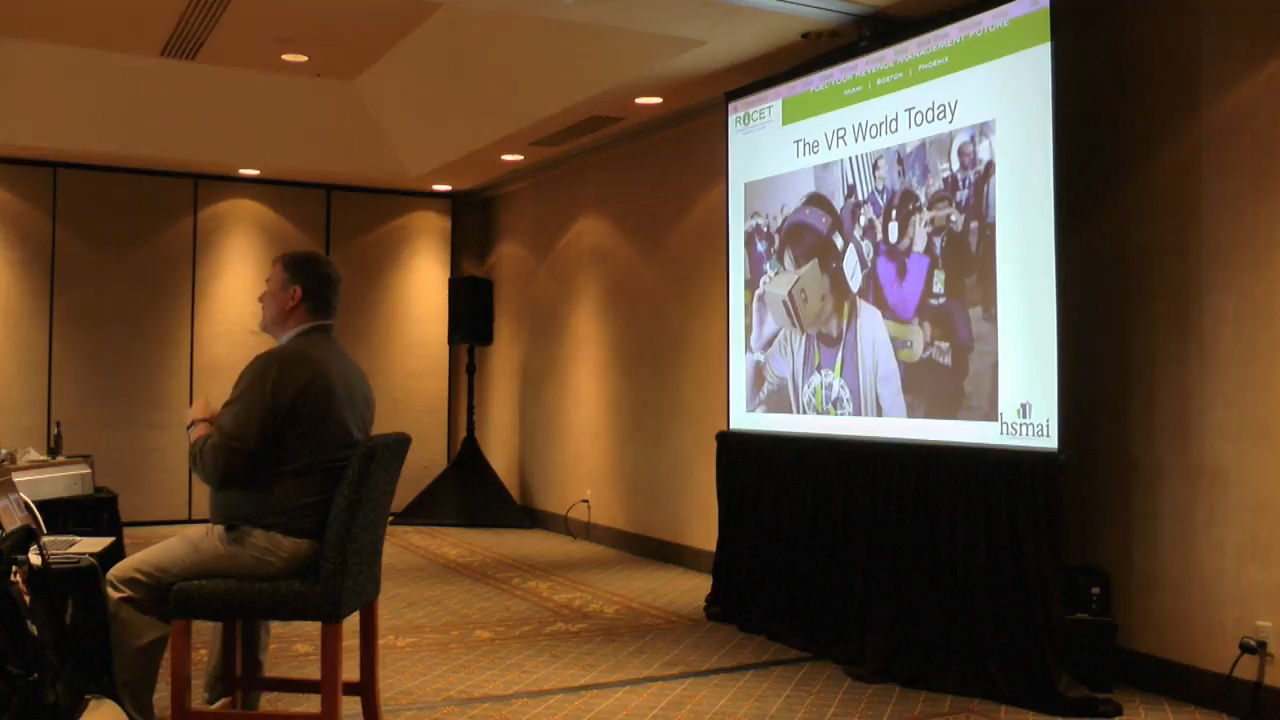 FUEL YOUR REVENUE MANAGEMENT FUTURE
MIAMI | BOSTON | PHOENIX
ROCET
The VR World Today
hsmai